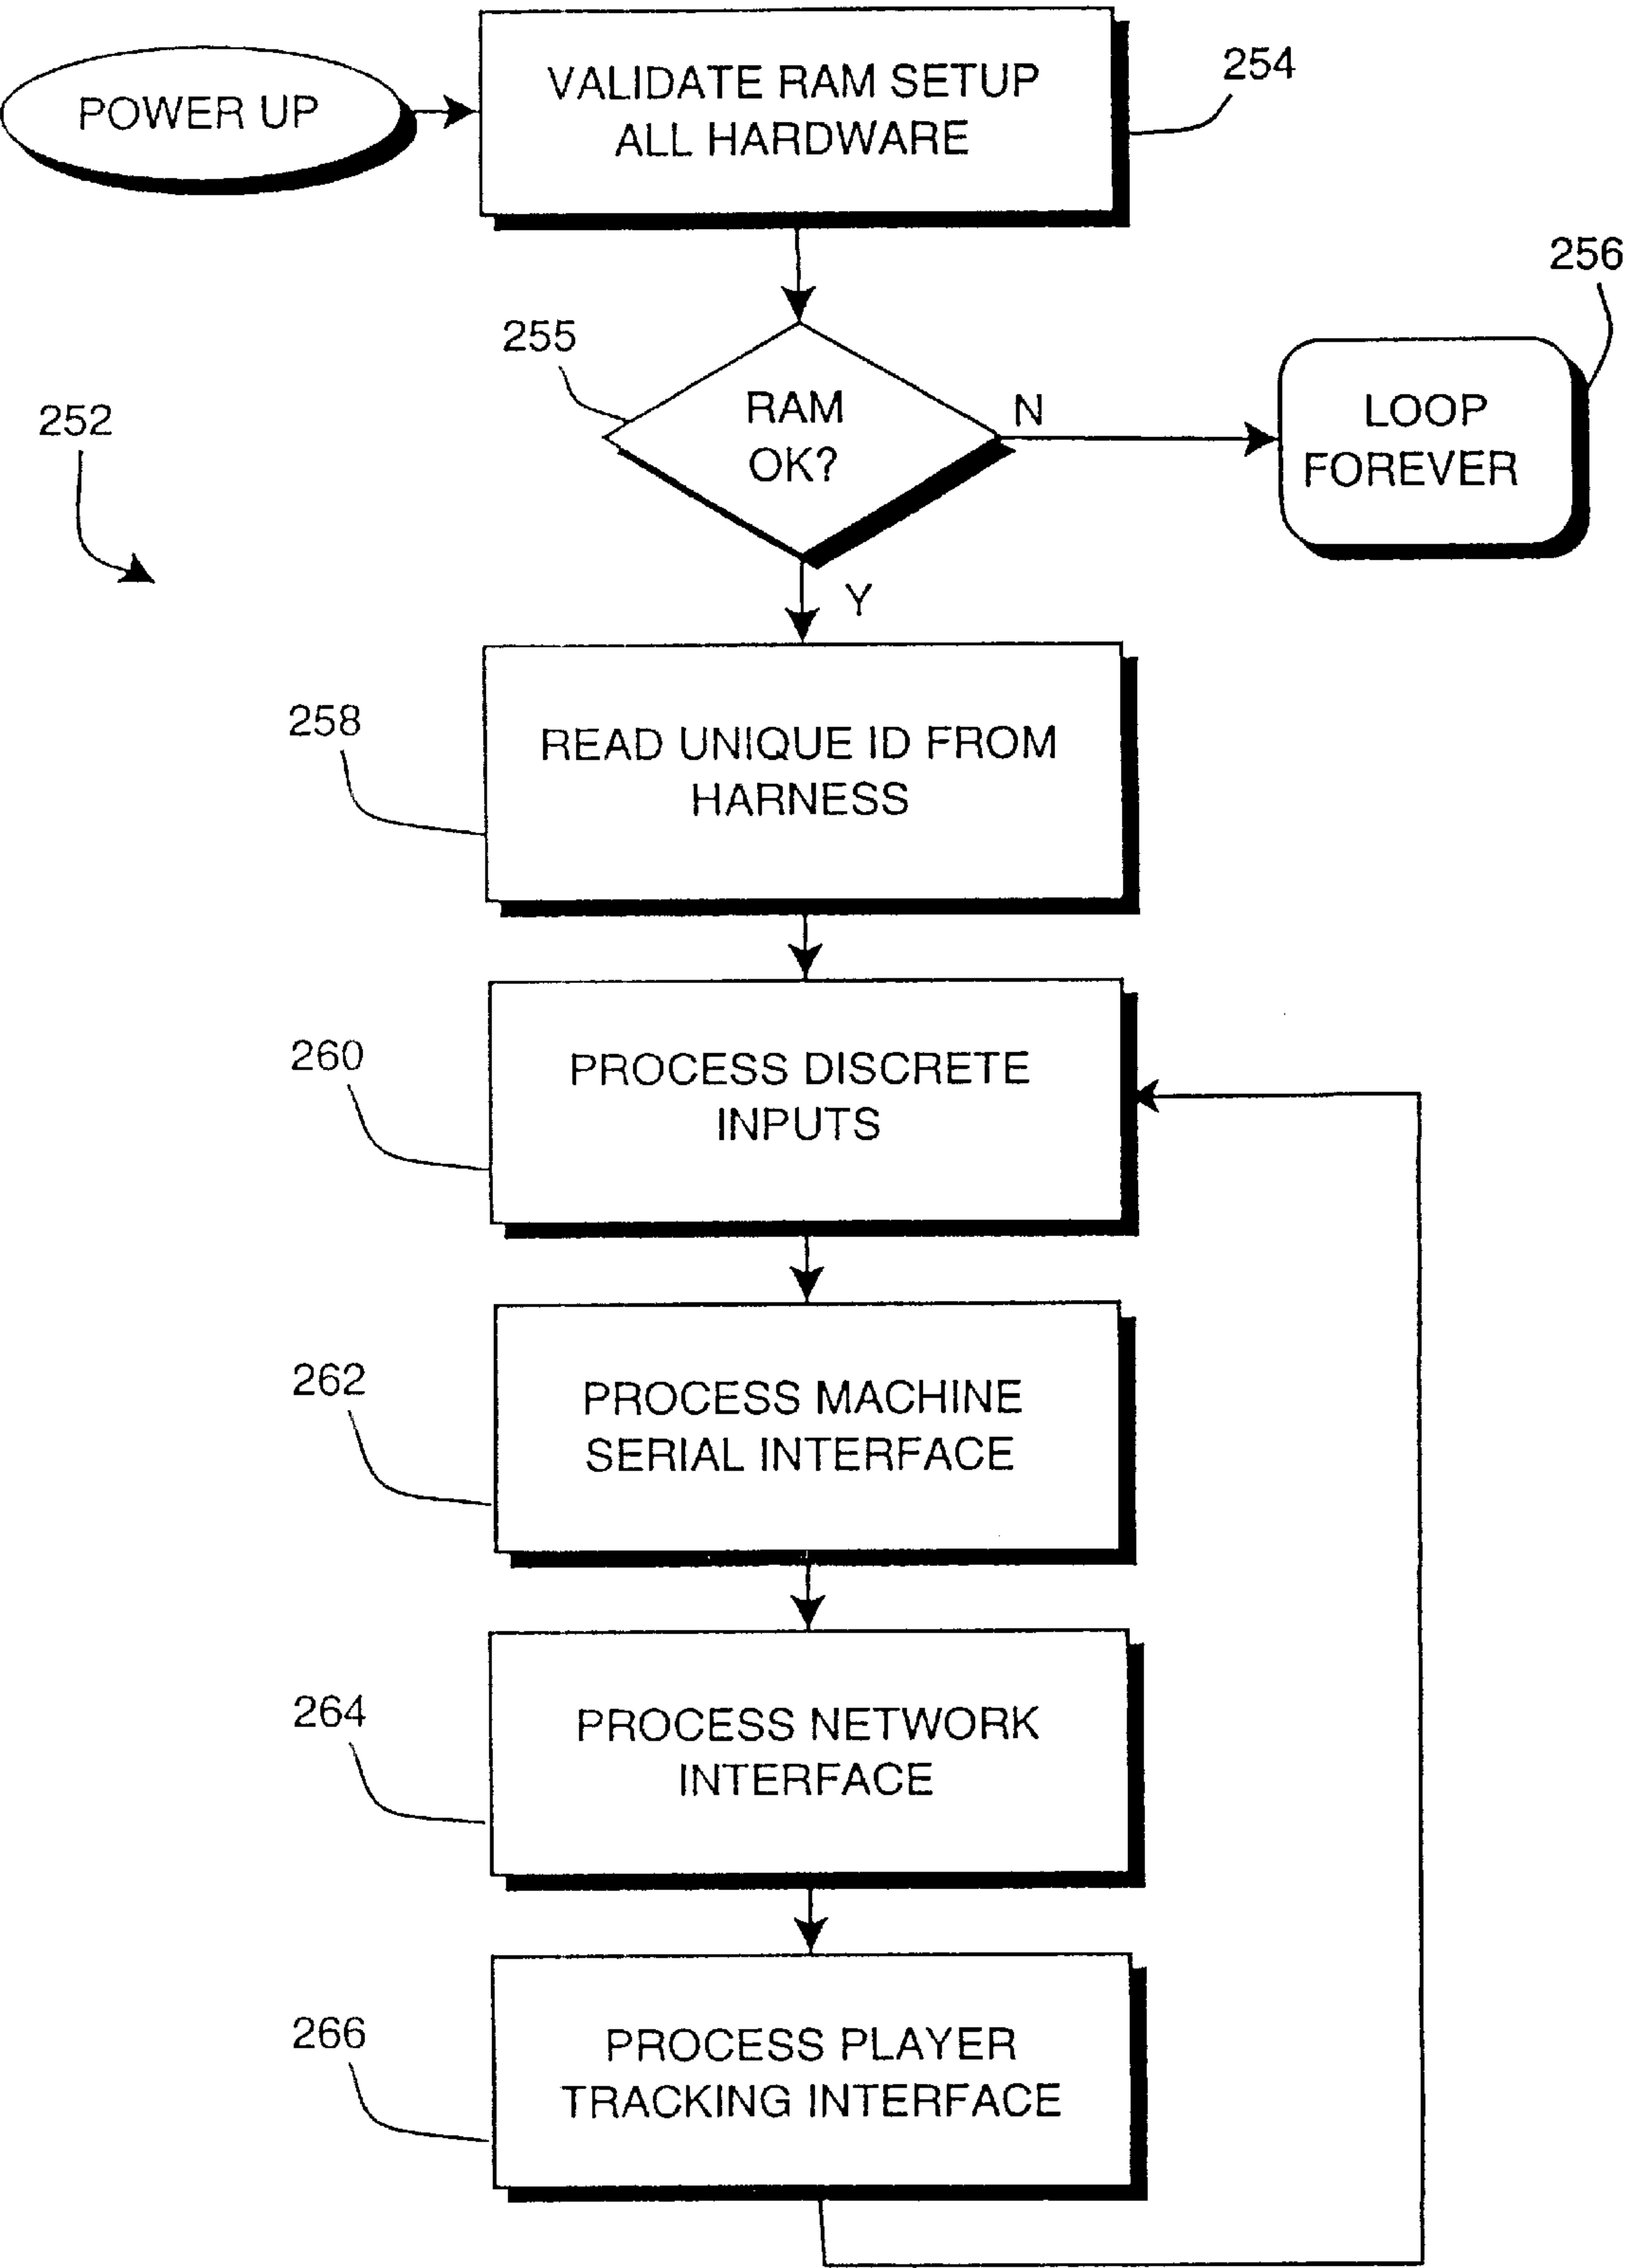 POWER UP
VALIDATE RAM SETUP
ALL HARDWARE
254
256
255
RAM
OK?
N
LOOP
FOREVER
252
Y
258
READ UNIQUE ID FROM
HARNESS
260
PROCESS DISCRETE
INPUTS
262
PROCESS MACHINE
SERIAL INTERFACE
264
PROCESS NETWORK
INTERFACE
266
PROCESS PLAYER
TRACKING INTERFACE